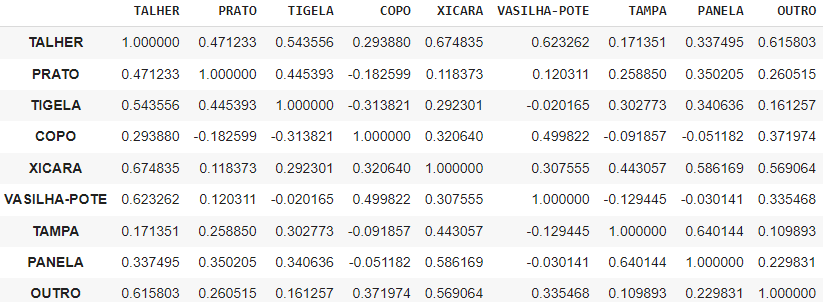 TALHER PRATO TIGELA COPO XICARA VASILHA-POTE TAMPA PANELA OUTRO
TALHER 1.000000 0.471233 0.543556 0.293880 0.674835 0.623262 0.171351 0.337495 0.615803
PRATO 0.471233 1.000000 0.445393 -0.182599 0.118373 0.120311 0.258850 0.350205 0.260515
TIGELA 0.543556 0.445393 1.000000 -0.313821 0.292301 -0.020165 0.302773 0.340636 0.161257
COPO 0.293880 -0.182599 -0.313821 1.000000 0.320640 0.499822 -0.091857 -0.051182 0.371974
XICARA 0.674835 0.118373 0.292301 0.320640 1.000000 0.307555 0.443057 0.586169 0.569064
VASILHA-POTE 0.623262 0.120311 -0.020165 0.499822 0.307555 1.000000 -0.129445 -0.030141 0.335468
TAMPA 0.171351 0.258850 0.302773 -0.091857 0.443057 -0.129445 1.000000 0.640144 0.109893
PANELA 0.337495 0.350205 0.340636 -0.051182 0.586169 -0.030141 0.640144 1.000000 0.229831
OUTRO 0.615803 0.260515 0.161257 0.371974 0.569064 0.335468 0.109893 0.229831 1.000000